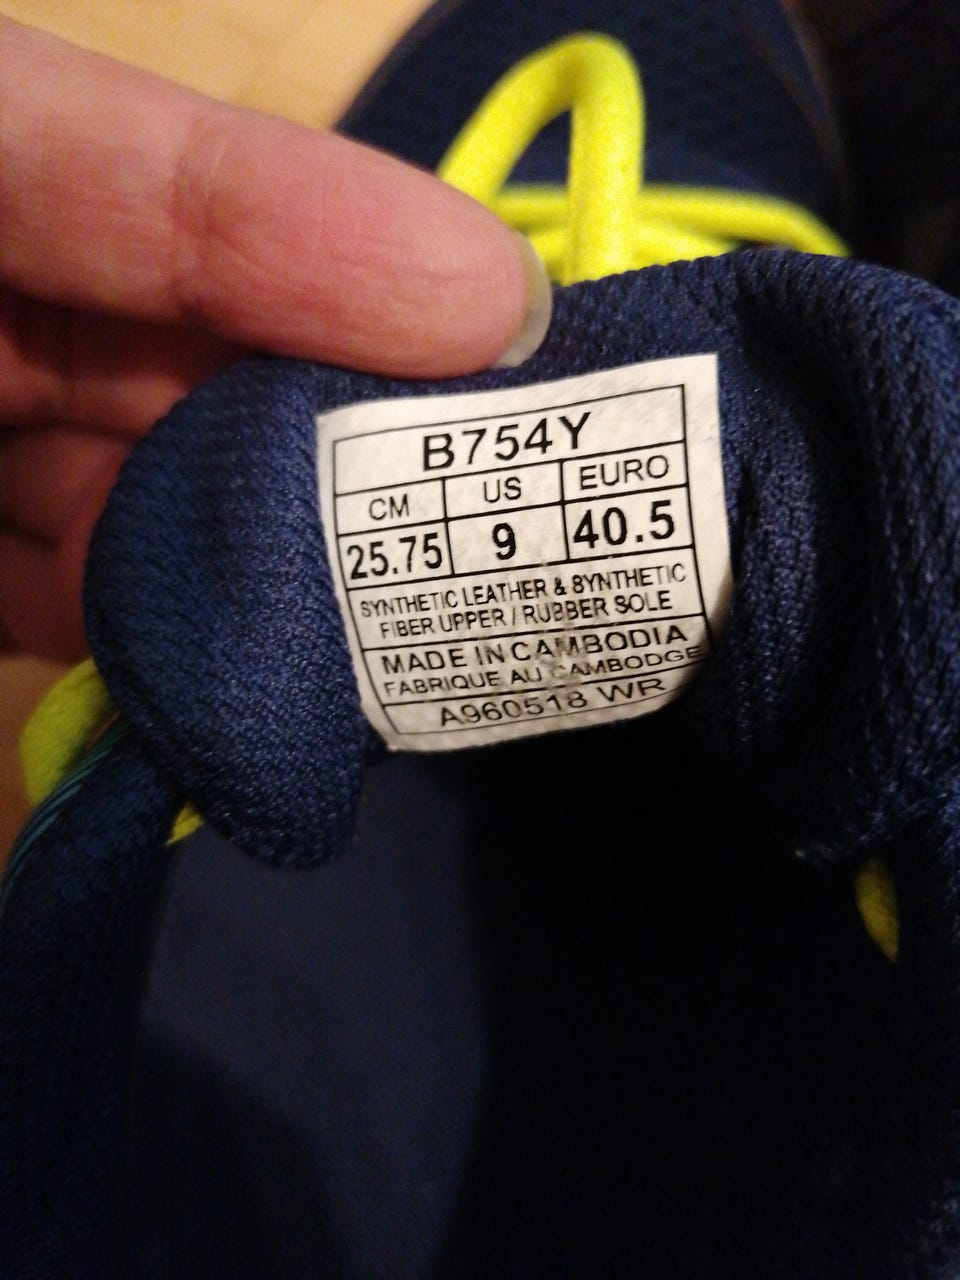 B754Y
CM US EURO
25.75 9 40.5
SYNTHETIC LEATHER & SYNTHETIC
FIBER UPPER / RUBBER SOLE
MADE IN CAMBODIA
FABRIQUE AU CAMBODGE
A960518 WR